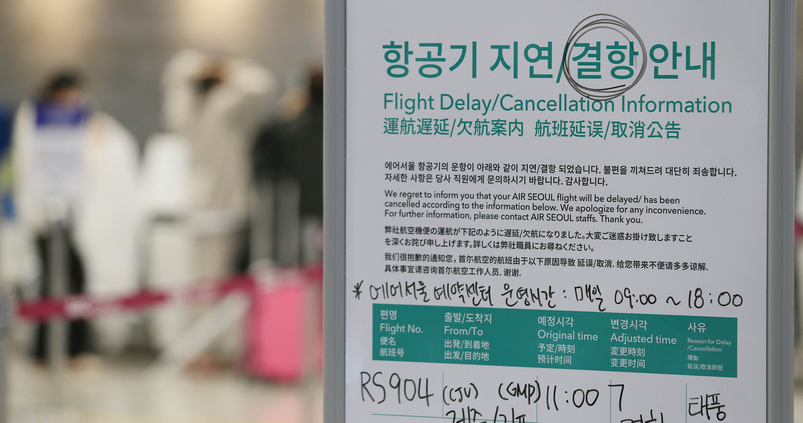 항공기 지연/결항 안내
Flight Delay/Cancellation Information
運航遅延/欠航案内 航班延误/取消公告
에어서울 항공기의 운항이 아래와 같이 지연/결항 되었습니다. 불편을 끼쳐드려 대단히 죄송합니다.
자세한 사항은 당사 직원에게 문의하시기 바랍니다. 감사합니다.
We regret to inform you that your AIR SEOUL flight will be delayed/ has been
cancelled according to the information below. We apologize for any inconvenience.
For further information, please contact AIR SEOUL staffs. Thank you.
弊社航空機便の運航が下記のように遅延/欠航になりました。大変ご迷惑お掛け致しますこと
を深くお詫び申し上げます。詳しくは弊社職員にお尋ねください。
我们很抱歉的通知您, 首尔航空的航班由于以下原因导致 延误/取消. 给您带来不便请多多谅解.
具体事宜请咨询首尔航空工作人员. 谢谢.
* 에어서울 예약센터 운영시간 : 매일 09:00 ~ 18:00
편명 출발/도착지 예정시각 변경시각 사유
Flight No. From/To Original time Adjusted time Reason for Delay /Cancellation
便名 出発/到着地 予定/時刻 変更時刻 理由
航班号 出发/目的地 预计时间 变更时间 延误/取消原因
RS904 (CJU) (GMP) 11:00 태풍
제주/김포